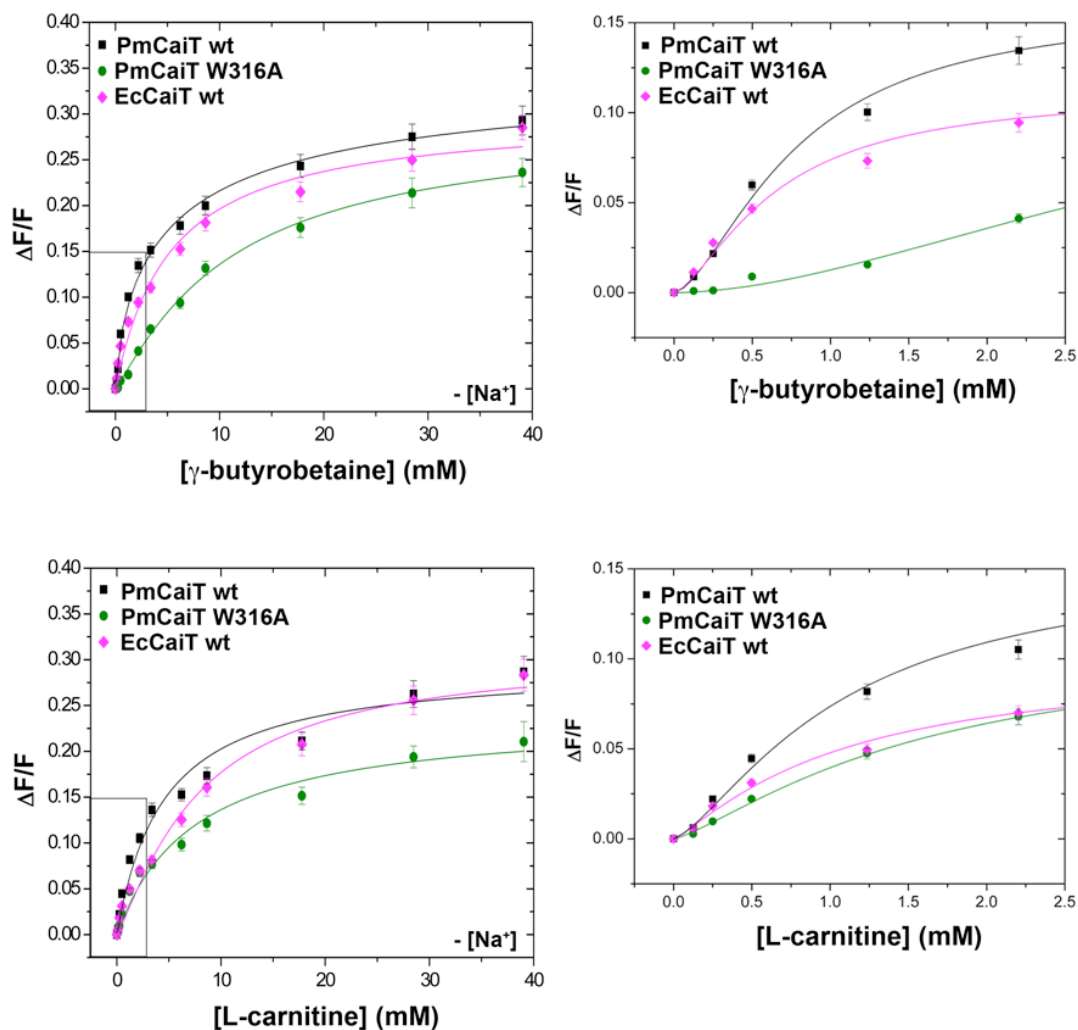 0.40
0.35
0.30
0.25
0.20
0.15
0.10
0.05
0.00
ΔF/F
PmCaiT wt
PmCaiT W316A
EcCaiT wt
- [Na⁺]
0 10 20 30 40
[γ-butyrobetaine] (mM)
0.15
0.10
0.05
0.00
ΔF/F
PmCaiT wt
PmCaiT W316A
EcCaiT wt
0.0 0.5 1.0 1.5 2.0 2.5
[γ-butyrobetaine] (mM)
0.40
0.35
0.30
0.25
0.20
0.15
0.10
0.05
0.00
ΔF/F
PmCaiT wt
PmCaiT W316A
EcCaiT wt
- [Na⁺]
0 10 20 30 40
[L-carnitine] (mM)
0.15
0.10
0.05
0.00
ΔF/F
PmCaiT wt
PmCaiT W316A
EcCaiT wt
0.0 0.5 1.0 1.5 2.0 2.5
[L-carnitine] (mM)